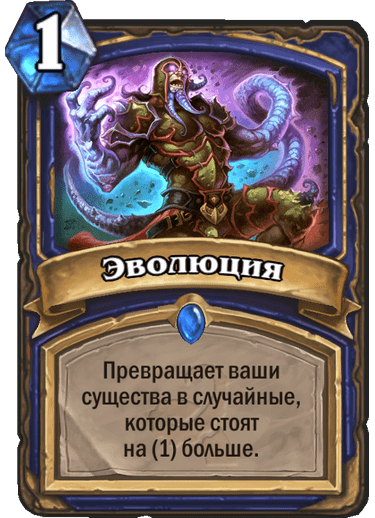 1
Эволюция
Превращает ваши
существа в случайные,
которые стоят
на (1) больше.